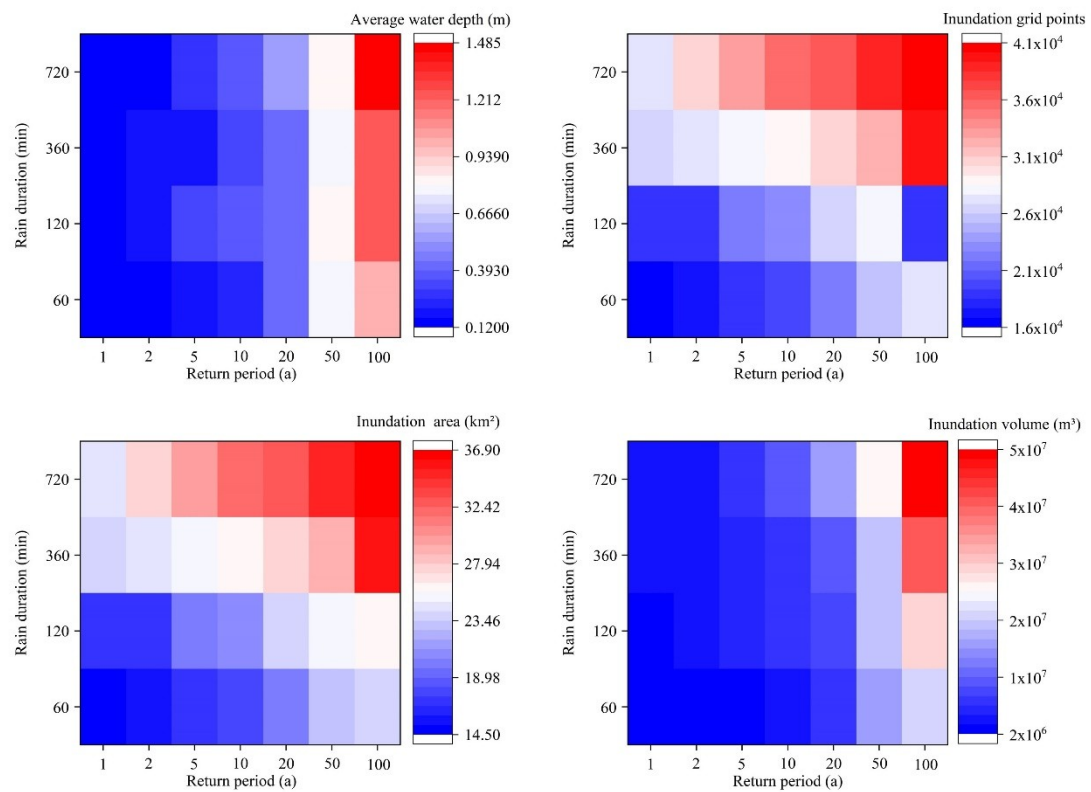 Average water depth (m)
1.485
1.212
0.9390
0.6660
0.3930
0.1200
Rain duration (min)
720
360
120
60
1 2 5 10 20 50 100
Return period (a)
Inundation grid points
4.1x10⁴
3.6x10⁴
3.1x10⁴
2.6x10⁴
2.1x10⁴
1.6x10⁴
Rain duration (min)
720
360
120
60
1 2 5 10 20 50 100
Return period (a)
Inundation area (km²)
36.90
32.42
27.94
23.46
18.98
14.50
Rain duration (min)
720
360
120
60
1 2 5 10 20 50 100
Return period (a)
Inundation volume (m³)
5x10⁷
4x10⁷
3x10⁷
2x10⁷
1x10⁷
2x10⁶
Rain duration (min)
720
360
120
60
1 2 5 10 20 50 100
Return period (a)